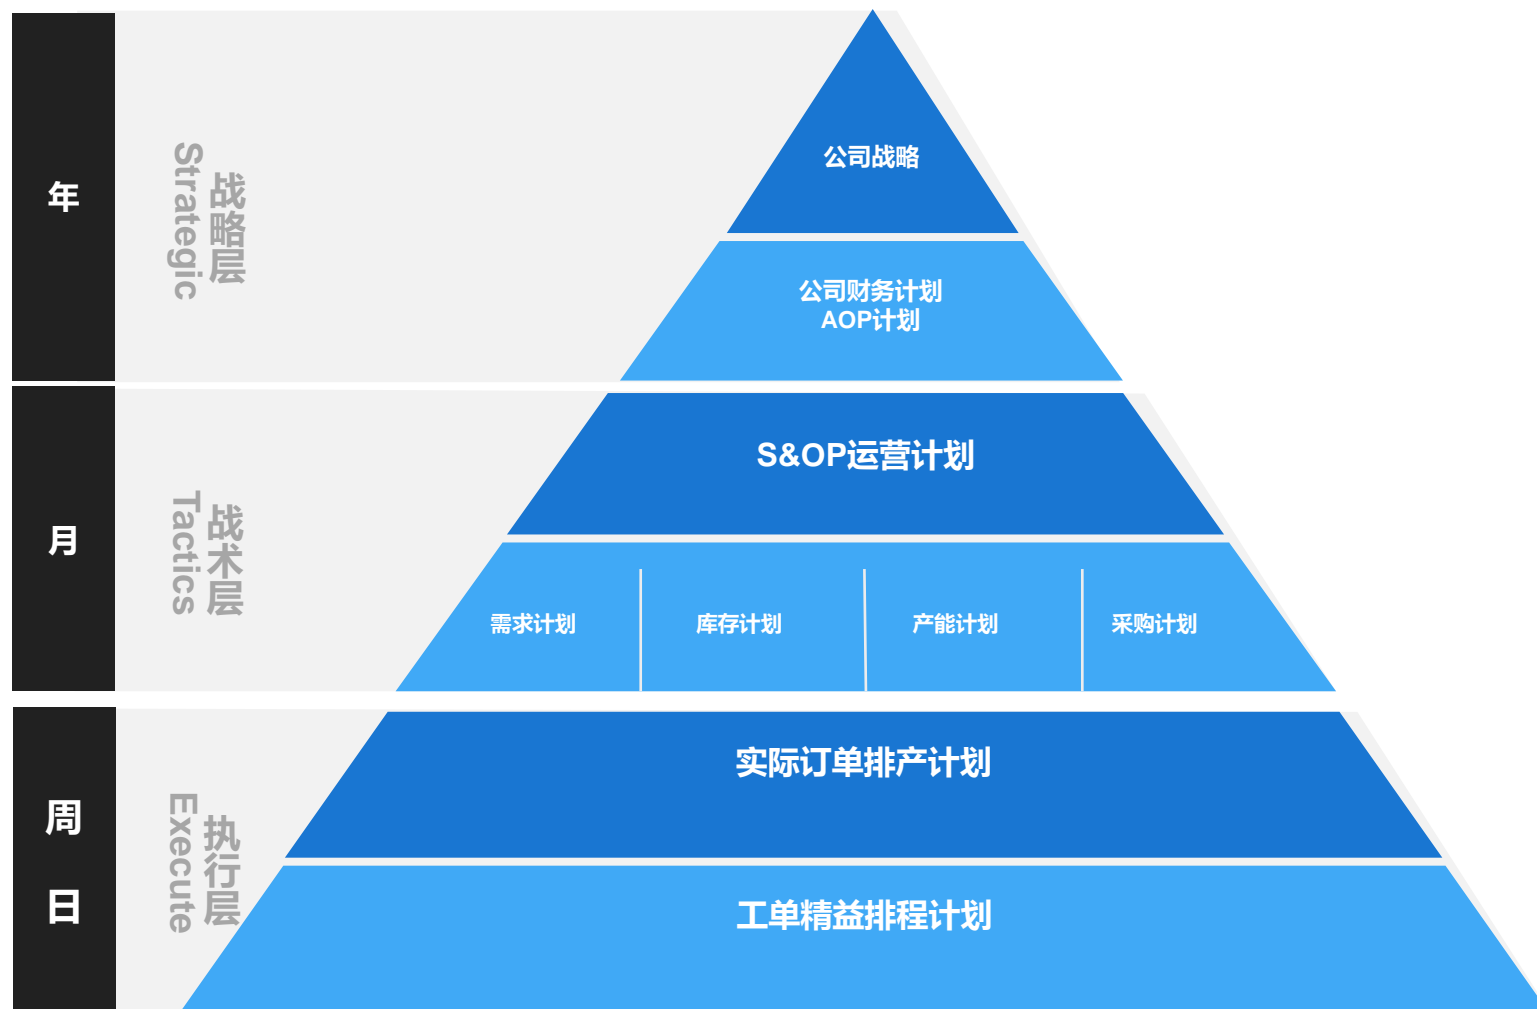 年
战略层
Strategic
公司战略
公司财务计划
AOP计划
月
战术层
Tactics
S&OP运营计划
需求计划
库存计划
产能计划
采购计划
周
日
执行层
Execute
实际订单排产计划
工单精益排程计划